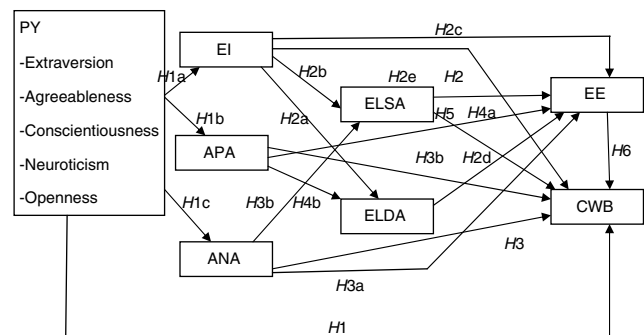 PY
-Extraversion
-Agreeableness
-Conscientiousness
-Neuroticism
-Openness
EI
APA
ANA
ELSA
ELDA
EE
CWB
H1a
H1b
H1c
H2c
H2b
H2e
H2
H2a
H5
H4a
H3b
H2d
H6
H3b
H4b
H3
H3a
H1